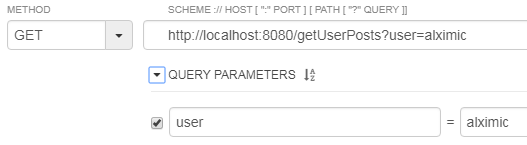 METHOD SCHEME :// HOST [ ":" PORT ] [ PATH [ "?" QUERY ]]
GET http://localhost:8080/getUserPosts?user=alximic
QUERY PARAMETERS
user = alximic